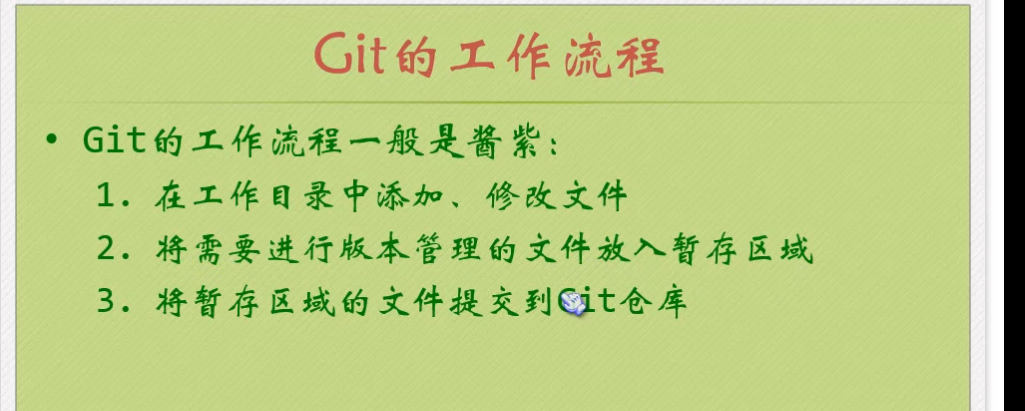 Git的工作流程
• Git的工作流程一般是酱紫：
1. 在工作目录中添加、修改文件
2. 将需要进行版本管理的文件放入暂存区域
3. 将暂存区域的文件提交到Git仓库